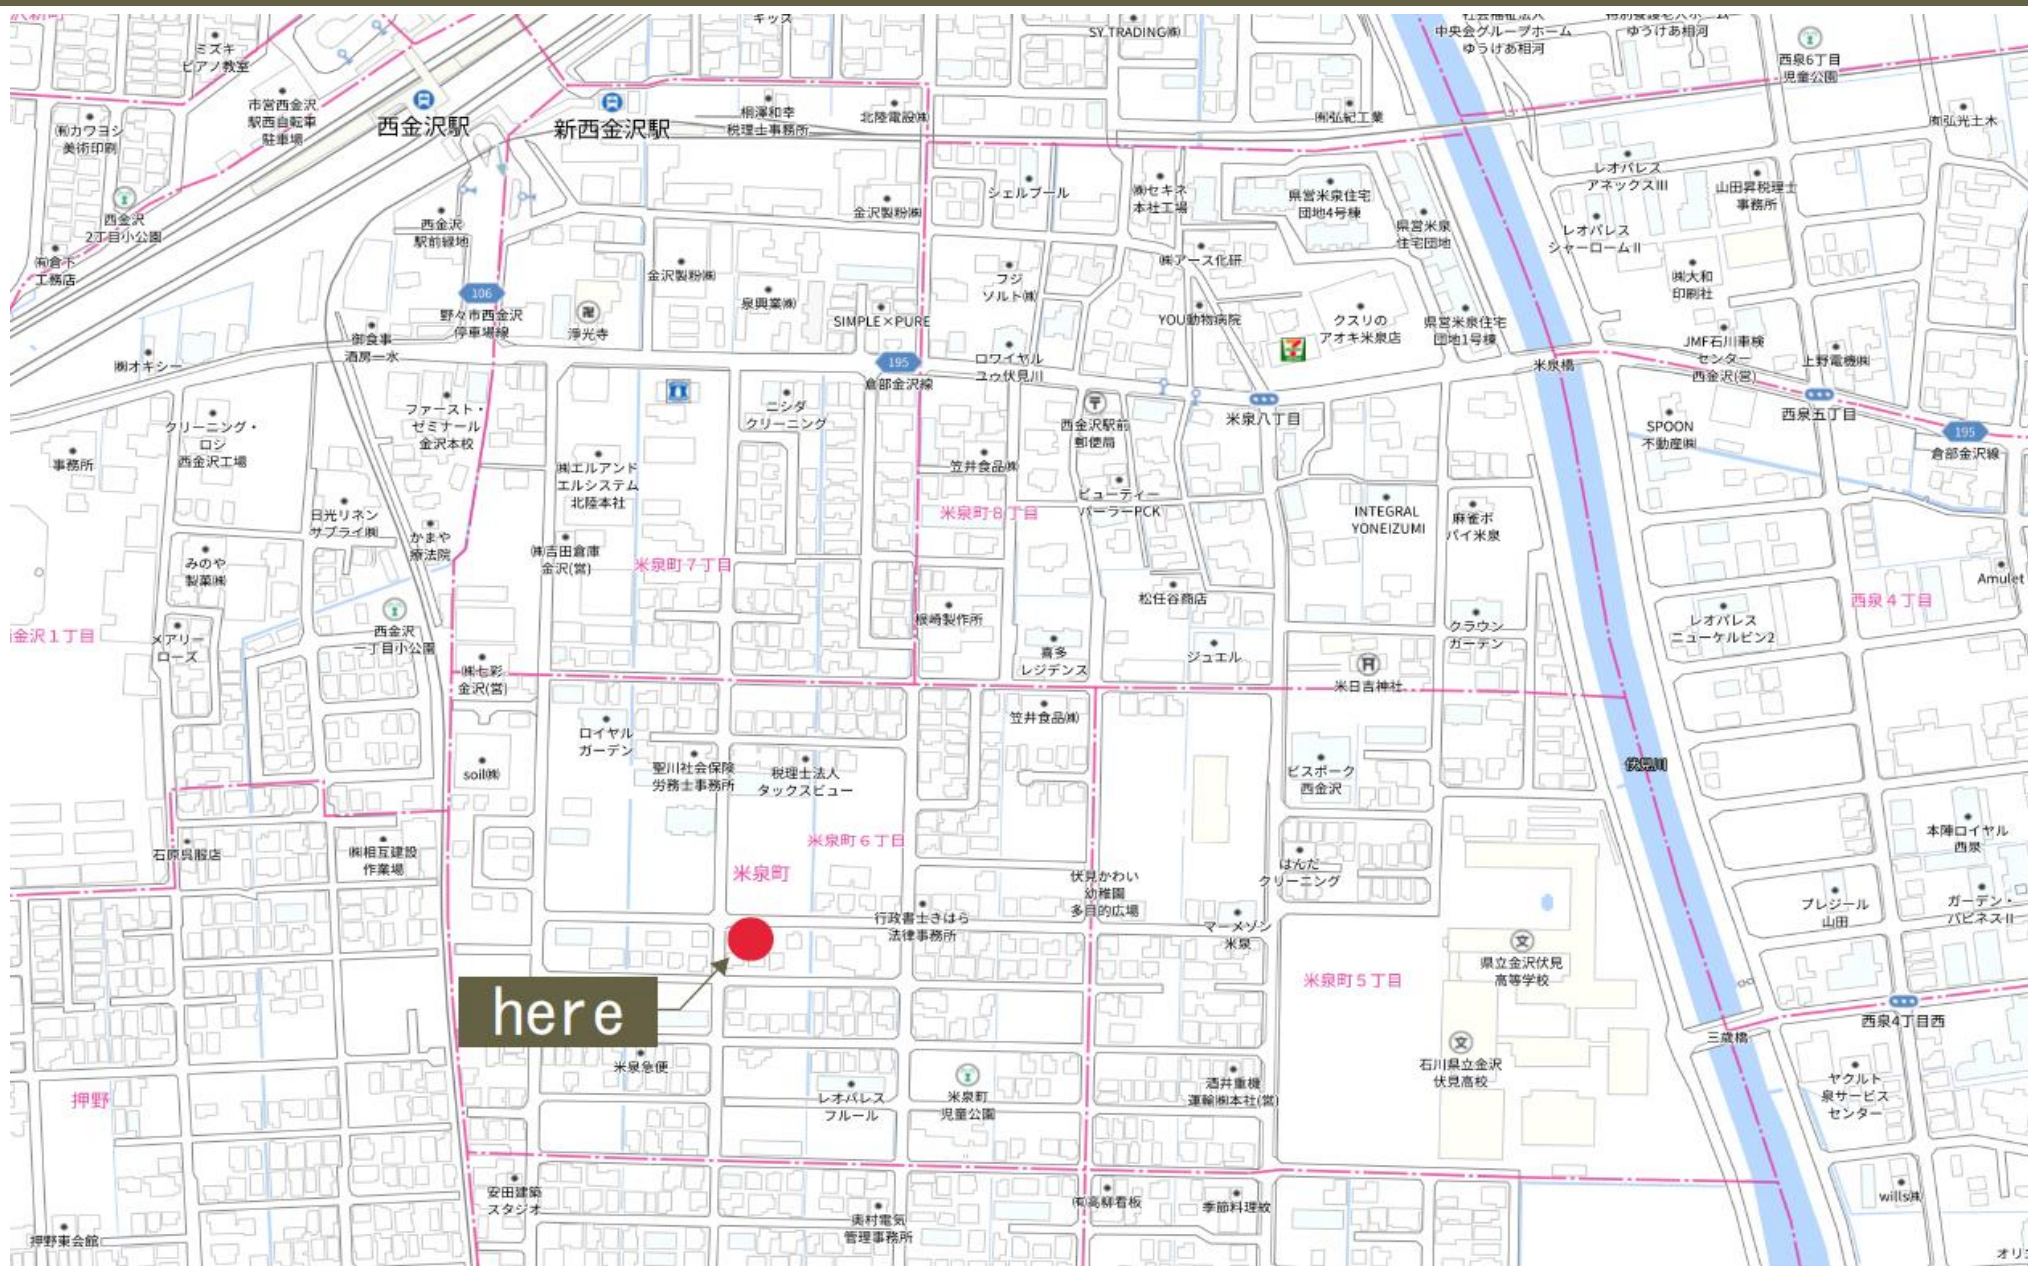 キッズ
SY TRADING㈱
社会福祉法人
中央会グループホーム
ゆうけあ相河
特別養護老人ホーム
ゆうけあ相河
西泉6丁目
児童公園
ミズキ
ピアノ教室
市営西金沢
駅西自転車
駐車場
西金沢駅
新西金沢駅
桐澤和幸
税理士事務所
北陸電設㈱
㈲弘紀工業
㈲弘光土木
㈲カワヨシ
美術印刷
西金沢
2丁目小公園
㈲倉下
工務店
西金沢
駅前緑地
金沢製粉㈱
シェルブール
㈱セキネ
本社工場
県営米泉住宅
団地4号棟
県営米泉
住宅団地
レオパレス
アネックスⅢ
山田昇税理士
事務所
レオパレス
シャロームⅡ
金沢製粉㈱
泉興業㈱
フジ
ソルト㈱
㈱アース化研
㈱大和
印刷社
106
野々市西金沢
停車場線
浄光寺
SIMPLE×PURE
YOU動物病院
クスリの
アオキ米泉店
県営米泉住宅
団地1号棟
御食事
酒房一水
㈱オキシー
195
倉部金沢線
ロワイヤル
ユウ伏見川
米泉橋
JMF石川車検
センター
西金沢(営)
上野電機㈱
ファースト・
ゼミナール
金沢本校
ニシダ
クリーニング
西金沢駅前
郵便局
米泉八丁目
西泉五丁目
SPOON
不動産㈱
195
倉部金沢線
クリーニング・
ロジ
西金沢工場
事務所
㈱エルアンド
エルシステム
北陸本社
笠井食品㈱
ビューティー
パーラーPCK
米泉町8丁目
INTEGRAL
YONEIZUMI
麻雀ポ
パイ米泉
日光リネン
サプライ㈱
かまや
療法院
みのや
製菓㈱
㈱吉田倉庫
金沢(営)
米泉町7丁目
松任谷商店
Amulet
西泉4丁目
金沢1丁目
メアリー
ローズ
西金沢
一丁目小公園
根崎製作所
喜多
レジデンス
ジュエル
クラウン
ガーデン
レオパレス
ニューケルビン2
㈱七彩
金沢(営)
米日吉神社
ロイヤル
ガーデン
笠井食品㈱
soil㈱
聖川社会保険
労務士事務所
税理士法人
タックスビュー
ビスポーク
西金沢
伏見川
米泉町6丁目
米泉町
石原呉服店
㈱相互建設
作業場
はんだ
クリーニング
本陣ロイヤル
西泉
伏見かわい
幼稚園
多目的広場
行政書士きはら
法律事務所
マーメゾン
米泉
プレジール
山田
ガーデン・
パピネスⅡ
県立金沢伏見
高等学校
米泉町5丁目
here
西泉4丁目西
三歳橋
石川県立金沢
伏見高校
米泉急便
レオパレス
フルール
米泉町
児童公園
酒井重機
運輸㈱本社(営)
ヤクルト
泉サービス
センター
押野
安田建築
スタジオ
㈲高柳看板
季節料理紋
wills㈱
奥村電気
管理事務所
押野東会館